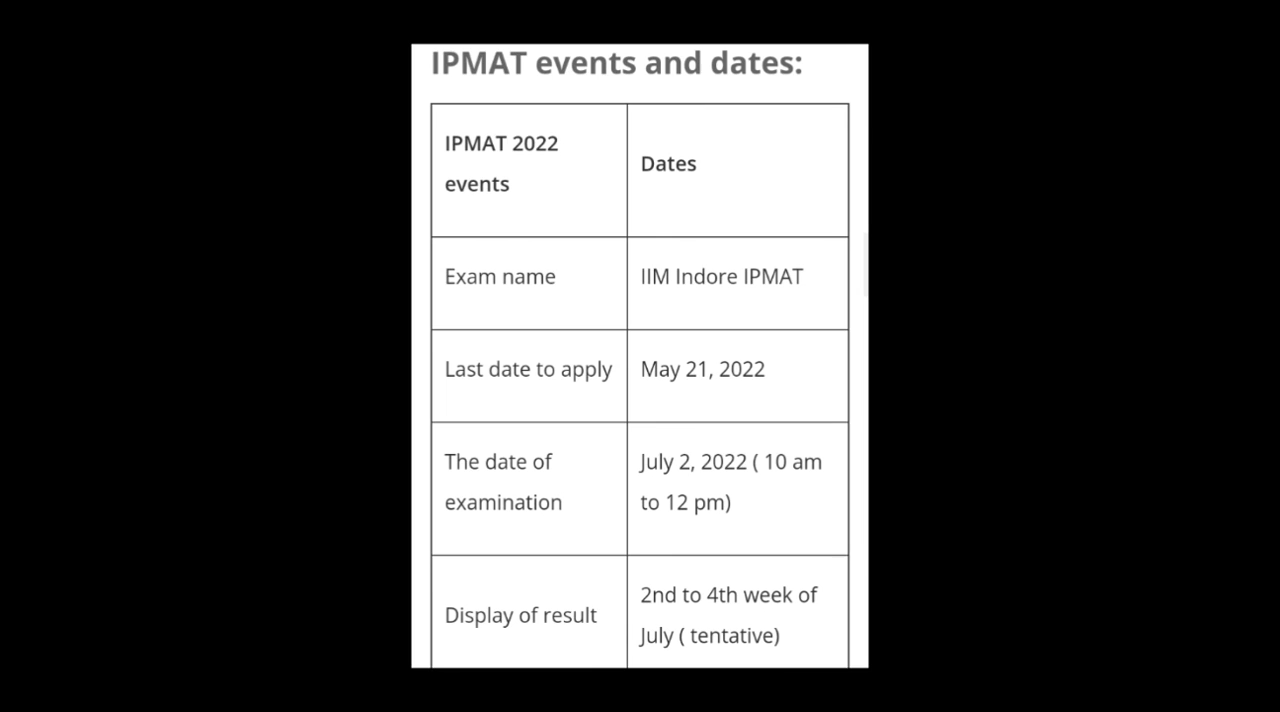 IPMAT events and dates:
IPMAT 2022
events
Dates
Exam name
IIM Indore IPMAT
Last date to apply
May 21, 2022
The date of
examination
July 2, 2022 ( 10 am
to 12 pm)
Display of result
2nd to 4th week of
July ( tentative)